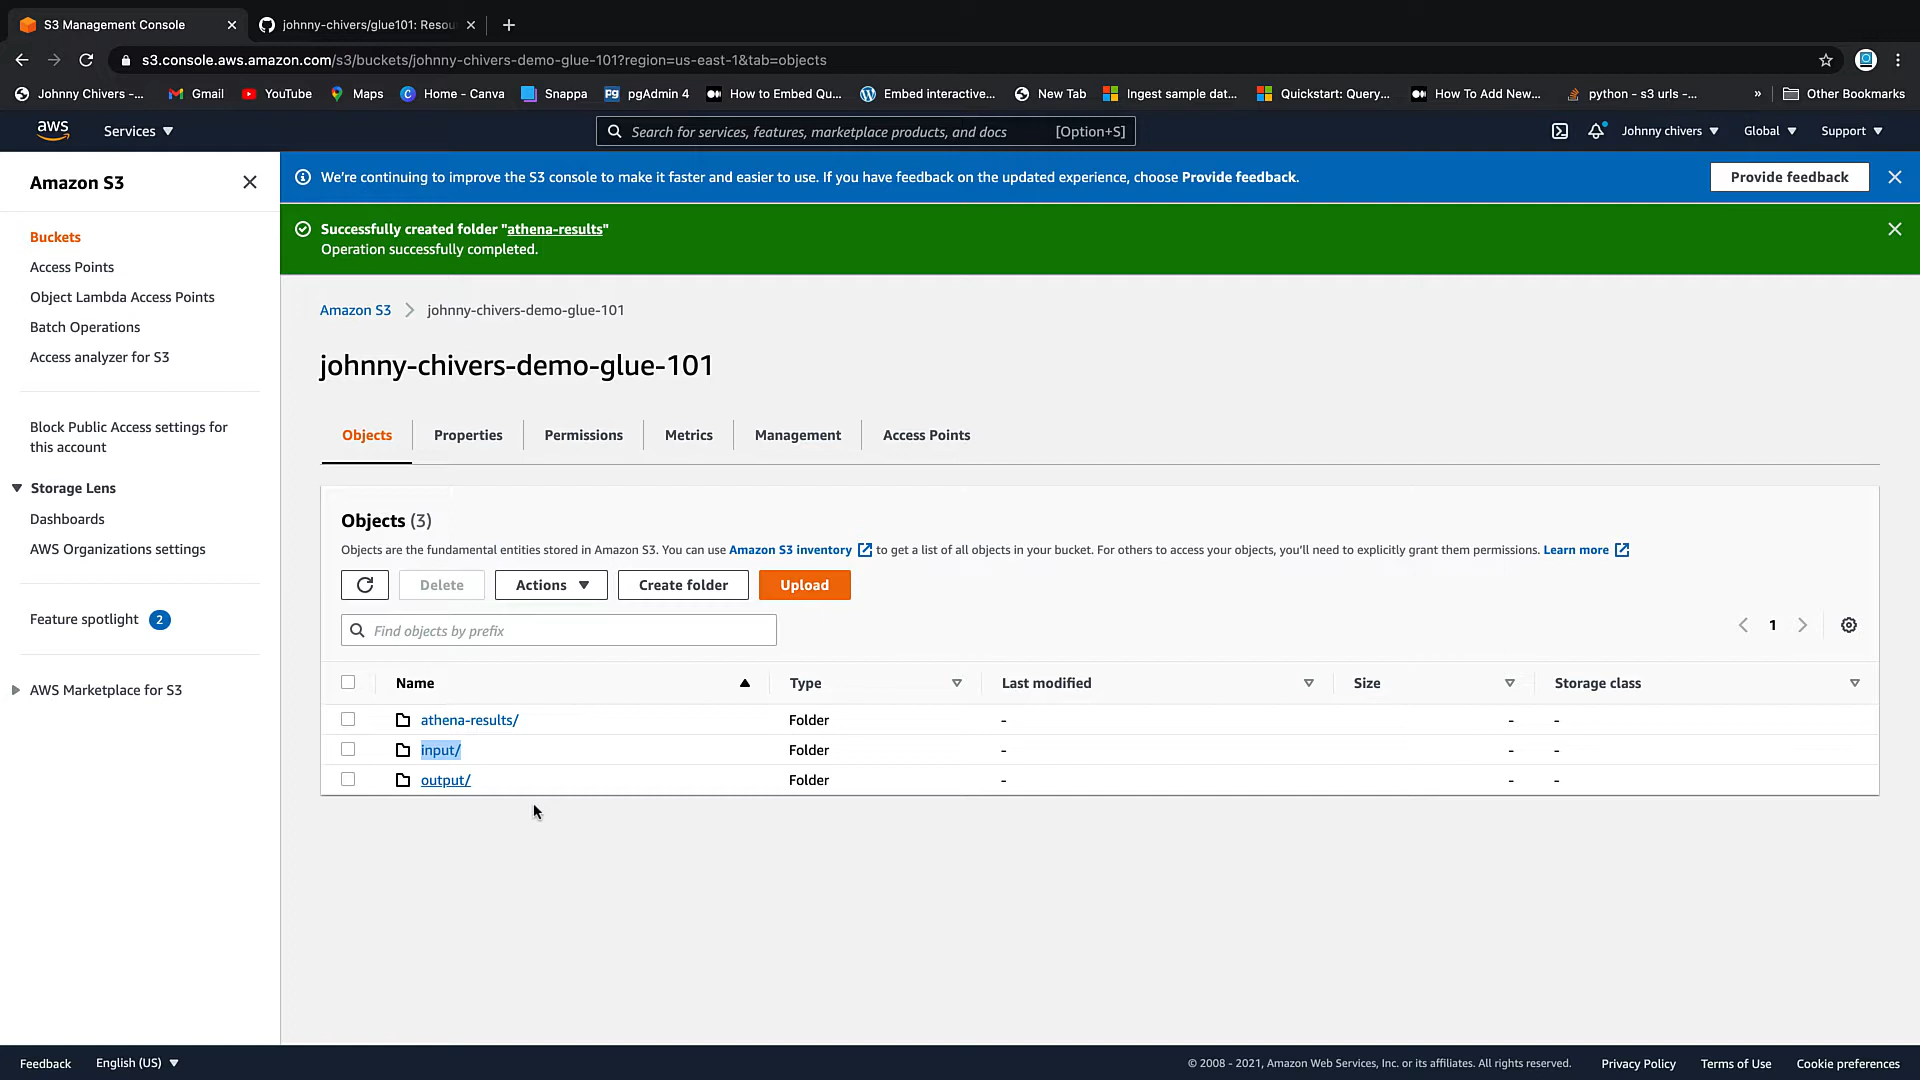 S3 Management Console
johnny-chivers/glue101: Resou
s3.console.aws.amazon.com/s3/buckets/johnny-chivers-demo-glue-101?region=us-east-1&tab=objects
Johnny Chivers -... Gmail YouTube Maps Home - Canva Snappa pgAdmin 4 How to Embed Qu... Embed interactive... New Tab Ingest sample dat... Quickstart: Query... How To Add New... python - s3 urls -... » Other Bookmarks
aws Services Search for services, features, marketplace products, and docs [Option+S] Johnny chivers Global Support
Amazon S3
Buckets
Access Points
Object Lambda Access Points
Batch Operations
Access analyzer for S3
Block Public Access settings for
this account
Storage Lens
Dashboards
AWS Organizations settings
Feature spotlight 2
AWS Marketplace for S3
We're continuing to improve the S3 console to make it faster and easier to use. If you have feedback on the updated experience, choose Provide feedback.
Provide feedback
Successfully created folder "athena-results"
Operation successfully completed.
Amazon S3 > johnny-chivers-demo-glue-101
johnny-chivers-demo-glue-101
Objects Properties Permissions Metrics Management Access Points
Objects (3)
Objects are the fundamental entities stored in Amazon S3. You can use Amazon S3 inventory to get a list of all objects in your bucket. For others to access your objects, you'll need to explicitly grant them permissions. Learn more
Delete Actions Create folder Upload
Find objects by prefix
1
Name Type Last modified Size Storage class
athena-results/ Folder - - -
input/ Folder - - -
output/ Folder - - -
Feedback English (US) © 2008 - 2021, Amazon Web Services, Inc. or its affiliates. All rights reserved. Privacy Policy Terms of Use Cookie preferences